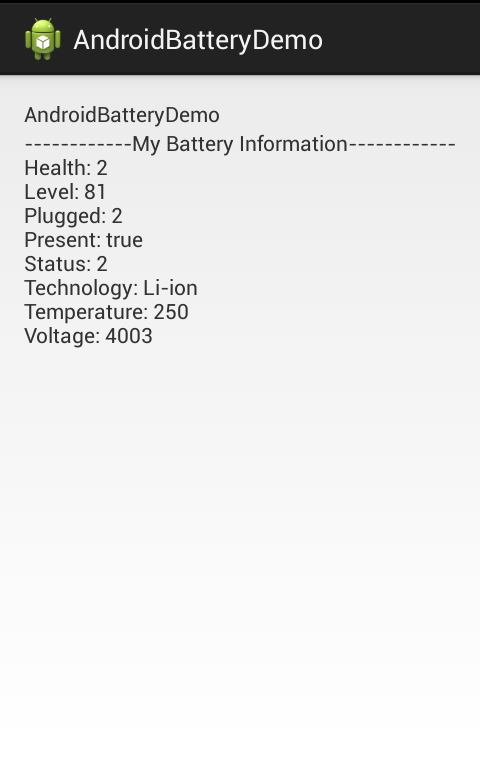 AndroidBatteryDemo
AndroidBatteryDemo
------------My Battery Information------------
Health: 2
Level: 81
Plugged: 2
Present: true
Status: 2
Technology: Li-ion
Temperature: 250
Voltage: 4003